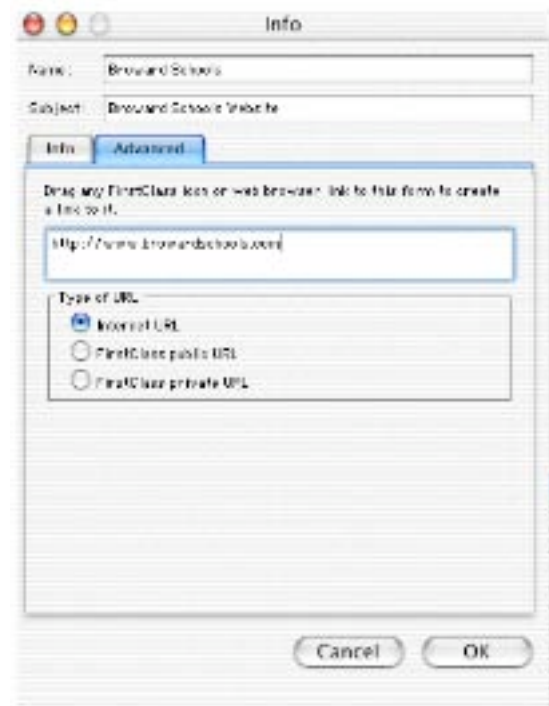 Info
Name: Broward Schools
Subject: Broward Schools Website
Info Advanced
Drag any FirstClass icon or web browser link to this form to create
a link to it.
http://www.browardschools.com
Type of URL
Internet URL
FirstClass public URL
FirstClass private URL
Cancel OK